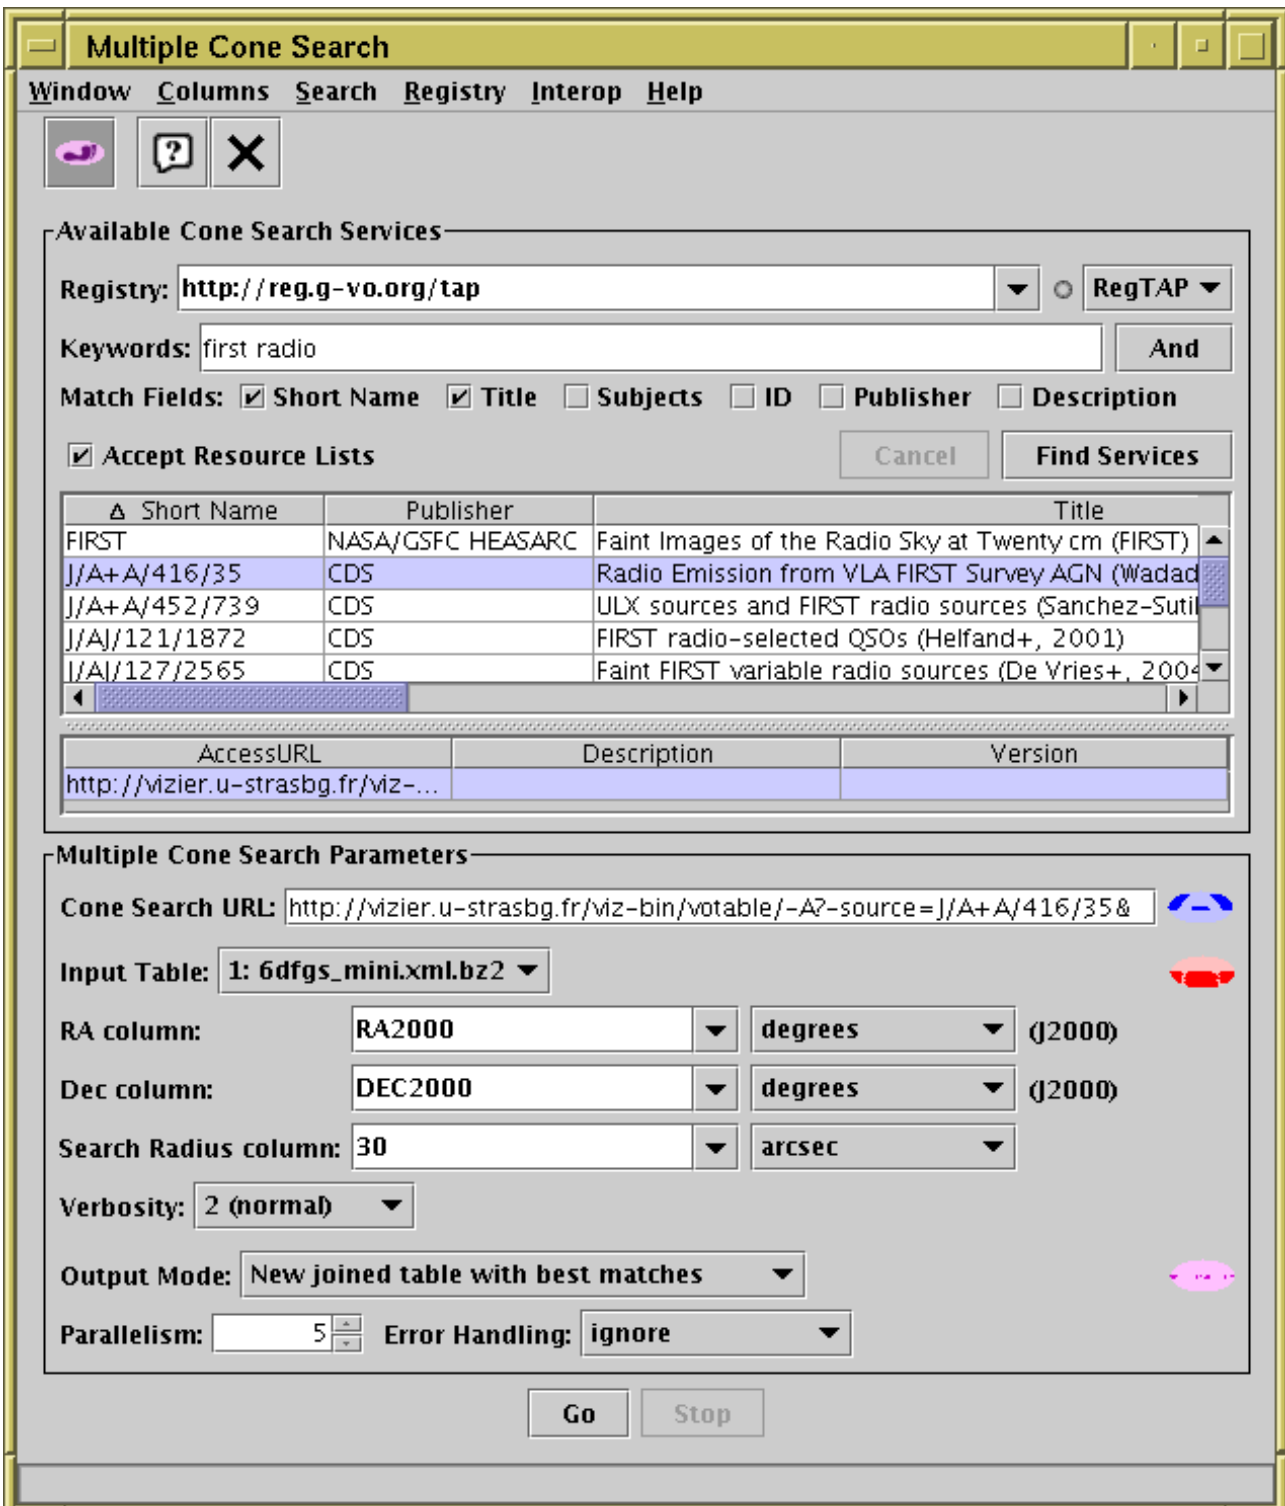 Multiple Cone Search
Window Columns Search Registry Interop Help
Available Cone Search Services
Registry: http://reg.g-vo.org/tap RegTAP
Keywords: first radio And
Match Fields: Short Name Title Subjects ID Publisher Description
Accept Resource Lists Cancel Find Services
Short Name Publisher Title
FIRST NASA/GSFC HEASARC Faint Images of the Radio Sky at Twenty cm (FIRST)
J/A+A/416/35 CDS Radio Emission from VLA FIRST Survey AGN (Wadad
J/A+A/452/739 CDS ULX sources and FIRST radio sources (Sanchez-Sutil
J/AJ/121/1872 CDS FIRST radio-selected QSOs (Helfand+, 2001)
J/AJ/127/2565 CDS Faint FIRST variable radio sources (De Vries+, 2004
AccessURL Description Version
http://vizier.u-strasbg.fr/viz-...
Multiple Cone Search Parameters
Cone Search URL: http://vizier.u-strasbg.fr/viz-bin/votable/-A?-source=J/A+A/416/35&
Input Table: 1: 6dfgs_mini.xml.bz2
RA column: RA2000 degrees (J2000)
Dec column: DEC2000 degrees (J2000)
Search Radius column: 30 arcsec
Verbosity: 2 (normal)
Output Mode: New joined table with best matches
Parallelism: 5 Error Handling: ignore
Go Stop